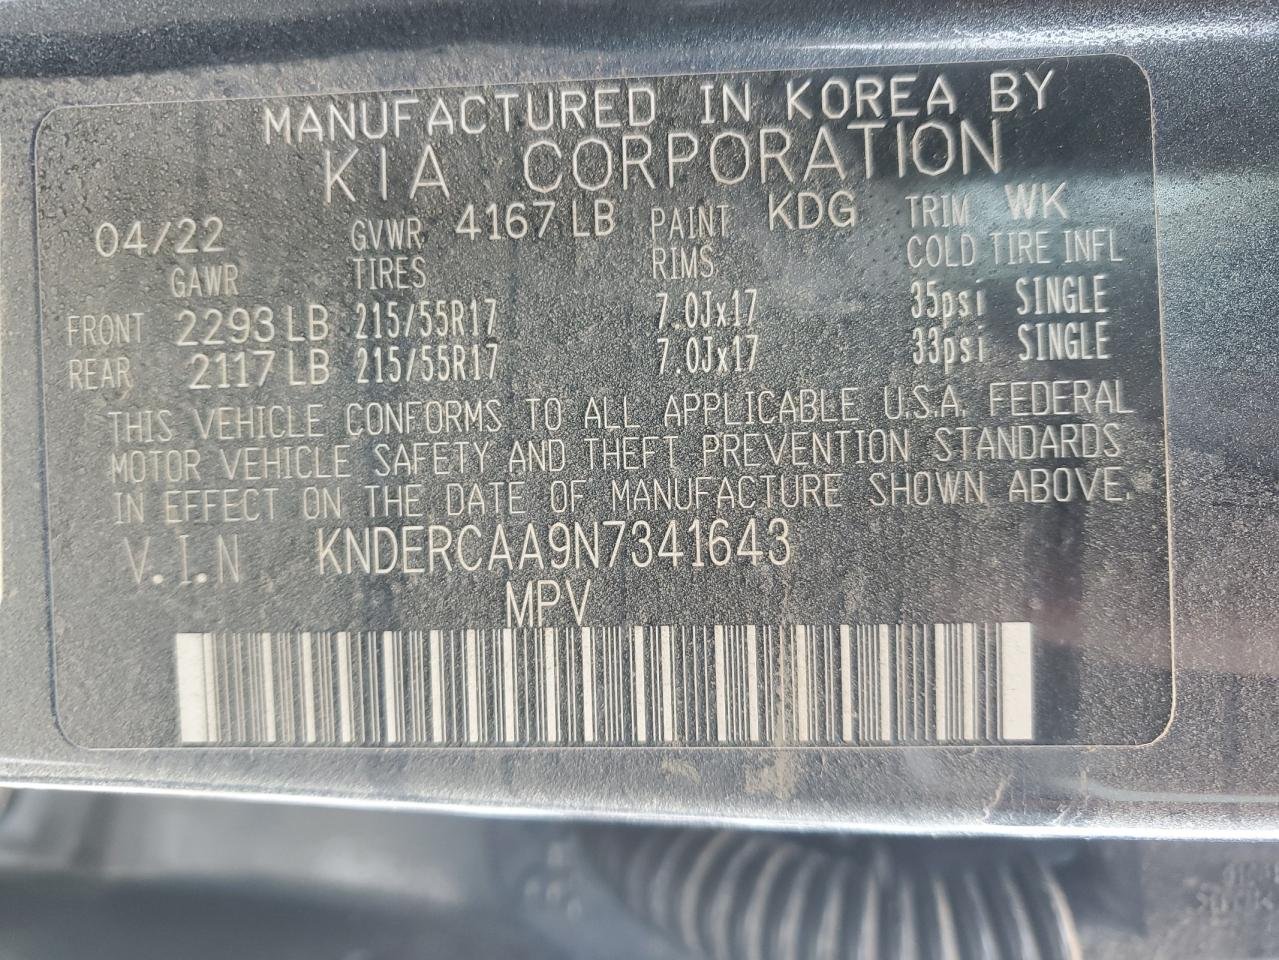 MANUFACTURED IN KOREA BY
KIA CORPORATION
04/22 GVWR 4167 LB PAINT KDG TRIM WK
GAWR TIRES RIMS COLD TIRE INFL
FRONT 2293 LB 215/55R17 7.0Jx17 35psi SINGLE
REAR 2117 LB 215/55R17 7.0Jx17 33psi SINGLE
THIS VEHICLE CONFORMS TO ALL APPLICABLE U.S.A. FEDERAL
MOTOR VEHICLE SAFETY AND THEFT PREVENTION STANDARDS
IN EFFECT ON THE DATE OF MANUFACTURE SHOWN ABOVE.
V.I.N KNDERCAA9N7341643
MPV